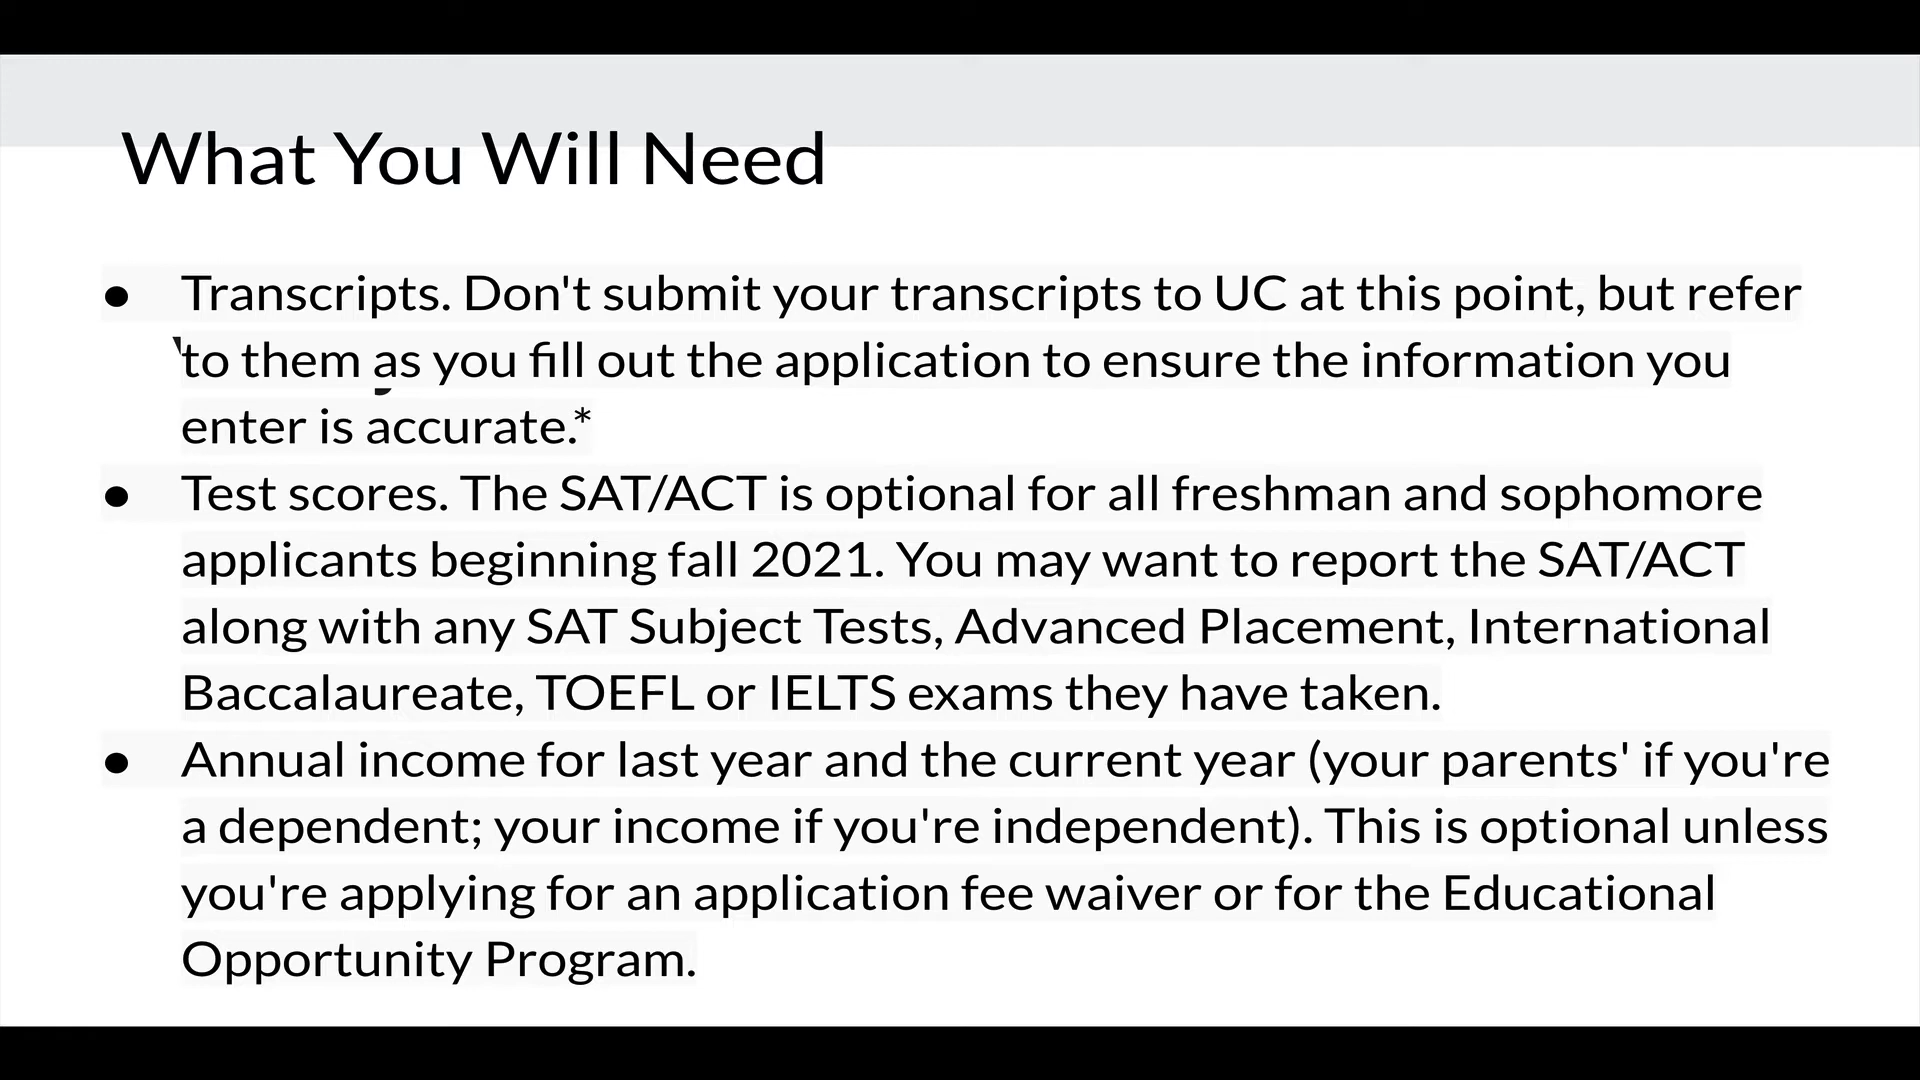 What You Will Need
● Transcripts. Don't submit your transcripts to UC at this point, but refer
to them as you fill out the application to ensure the information you
enter is accurate.*
● Test scores. The SAT/ACT is optional for all freshman and sophomore
applicants beginning fall 2021. You may want to report the SAT/ACT
along with any SAT Subject Tests, Advanced Placement, International
Baccalaureate, TOEFL or IELTS exams they have taken.
● Annual income for last year and the current year (your parents' if you're
a dependent; your income if you're independent). This is optional unless
you're applying for an application fee waiver or for the Educational
Opportunity Program.